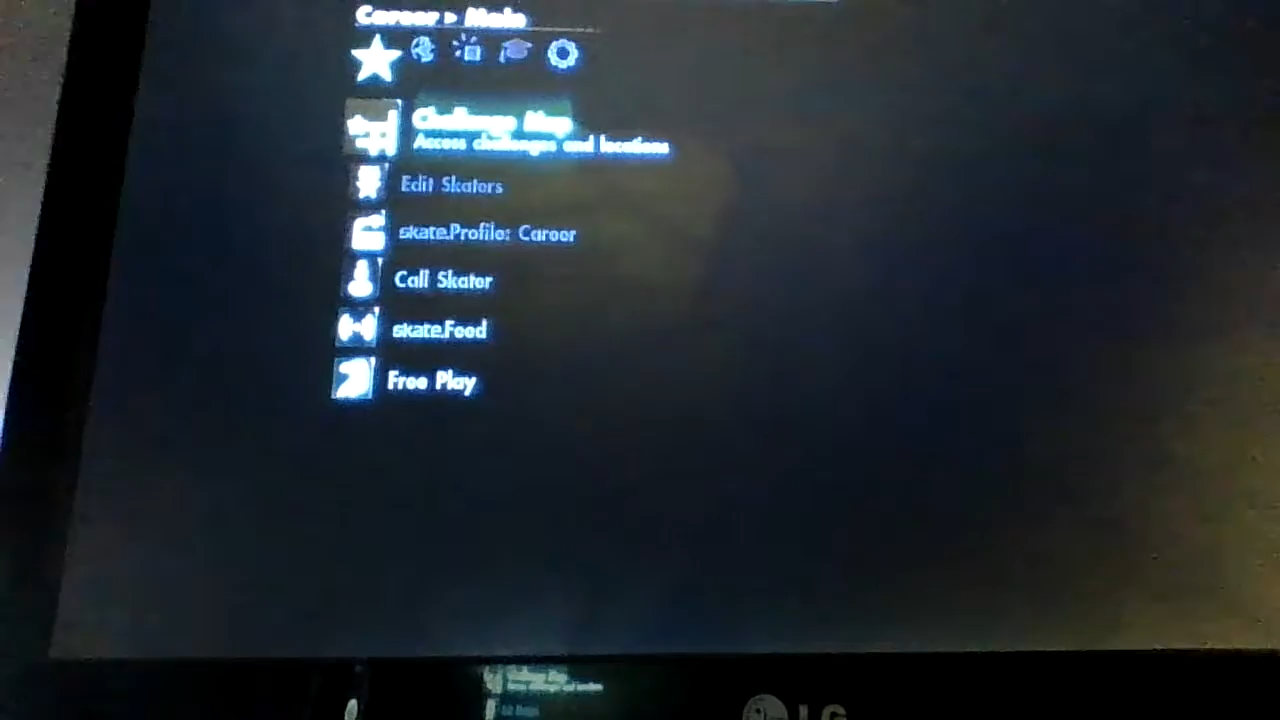 Career ▸ Main
Challenge Map
Access challenges and locations
Edit Skaters
skate.Profile: Career
Call Skater
skate.Feed
Free Play
LG